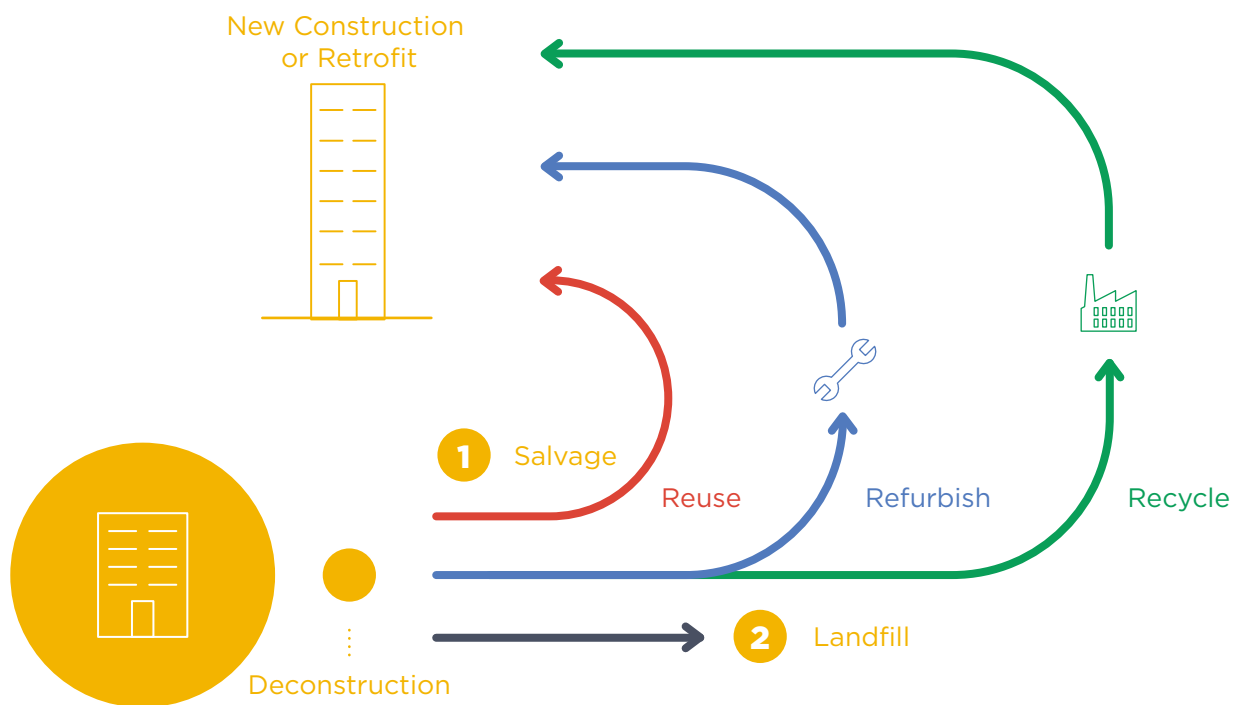 New Construction
or Retrofit
1 Salvage
Reuse
Refurbish
Recycle
2 Landfill
Deconstruction